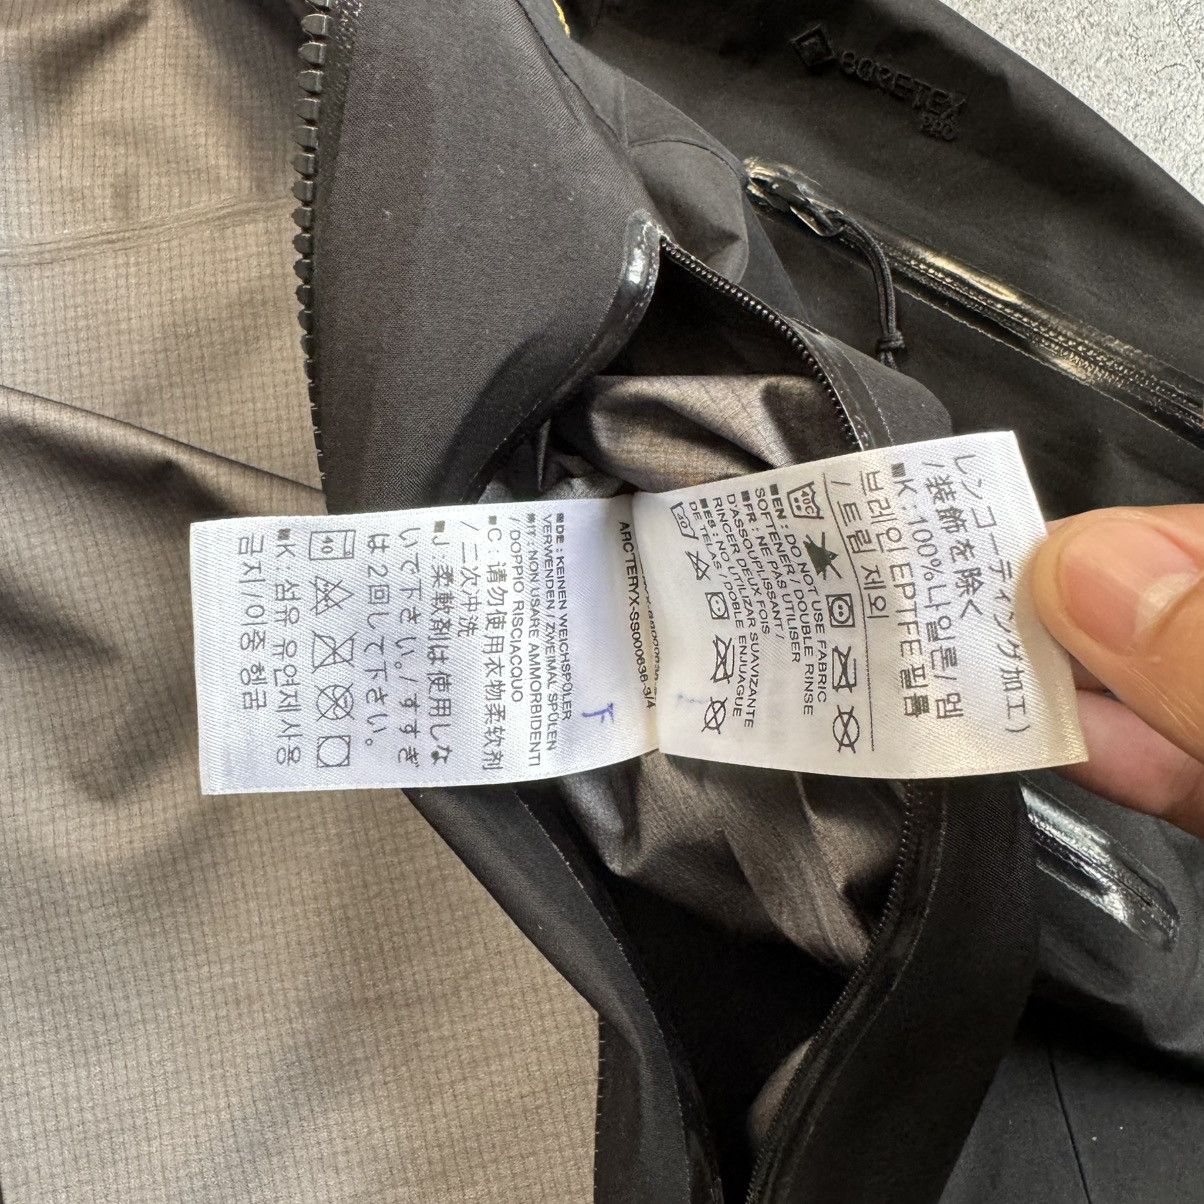 GORETEX
PRO
レンコーティング加工)
/装飾を除く
■K: 100%나일론/멤
브레인 EPTFE 필름
/트림 제외
40C
■EN: DO NOT USE FABRIC
SOFTENER / DOUBLE RINSE
■FR: NE PAS UTILISER
D'ASSOUPLISSANT /
RINCER DEUX FOIS
■ES: NO UTILIZAR SUAVIZANTE
DE TELAS / DOBLE ENJUAGUE
30
ARCTERYX-SS000636-3/4
■DE: KEINEN WEICHSPÜLER
VERWENDEN / ZWEIMAL SPÜLEN
■IT: NON USARE AMMORBIDENTI
/ DOPPIO RISCIACQUO
■C: 请勿使用衣物柔软剂
/二次冲洗
■J: 柔軟剤は使用しな
いで下さい。/すすぎ
は2回して下さい。
40
■K: 섬유 유연제 사용
금지/이중 헹굼